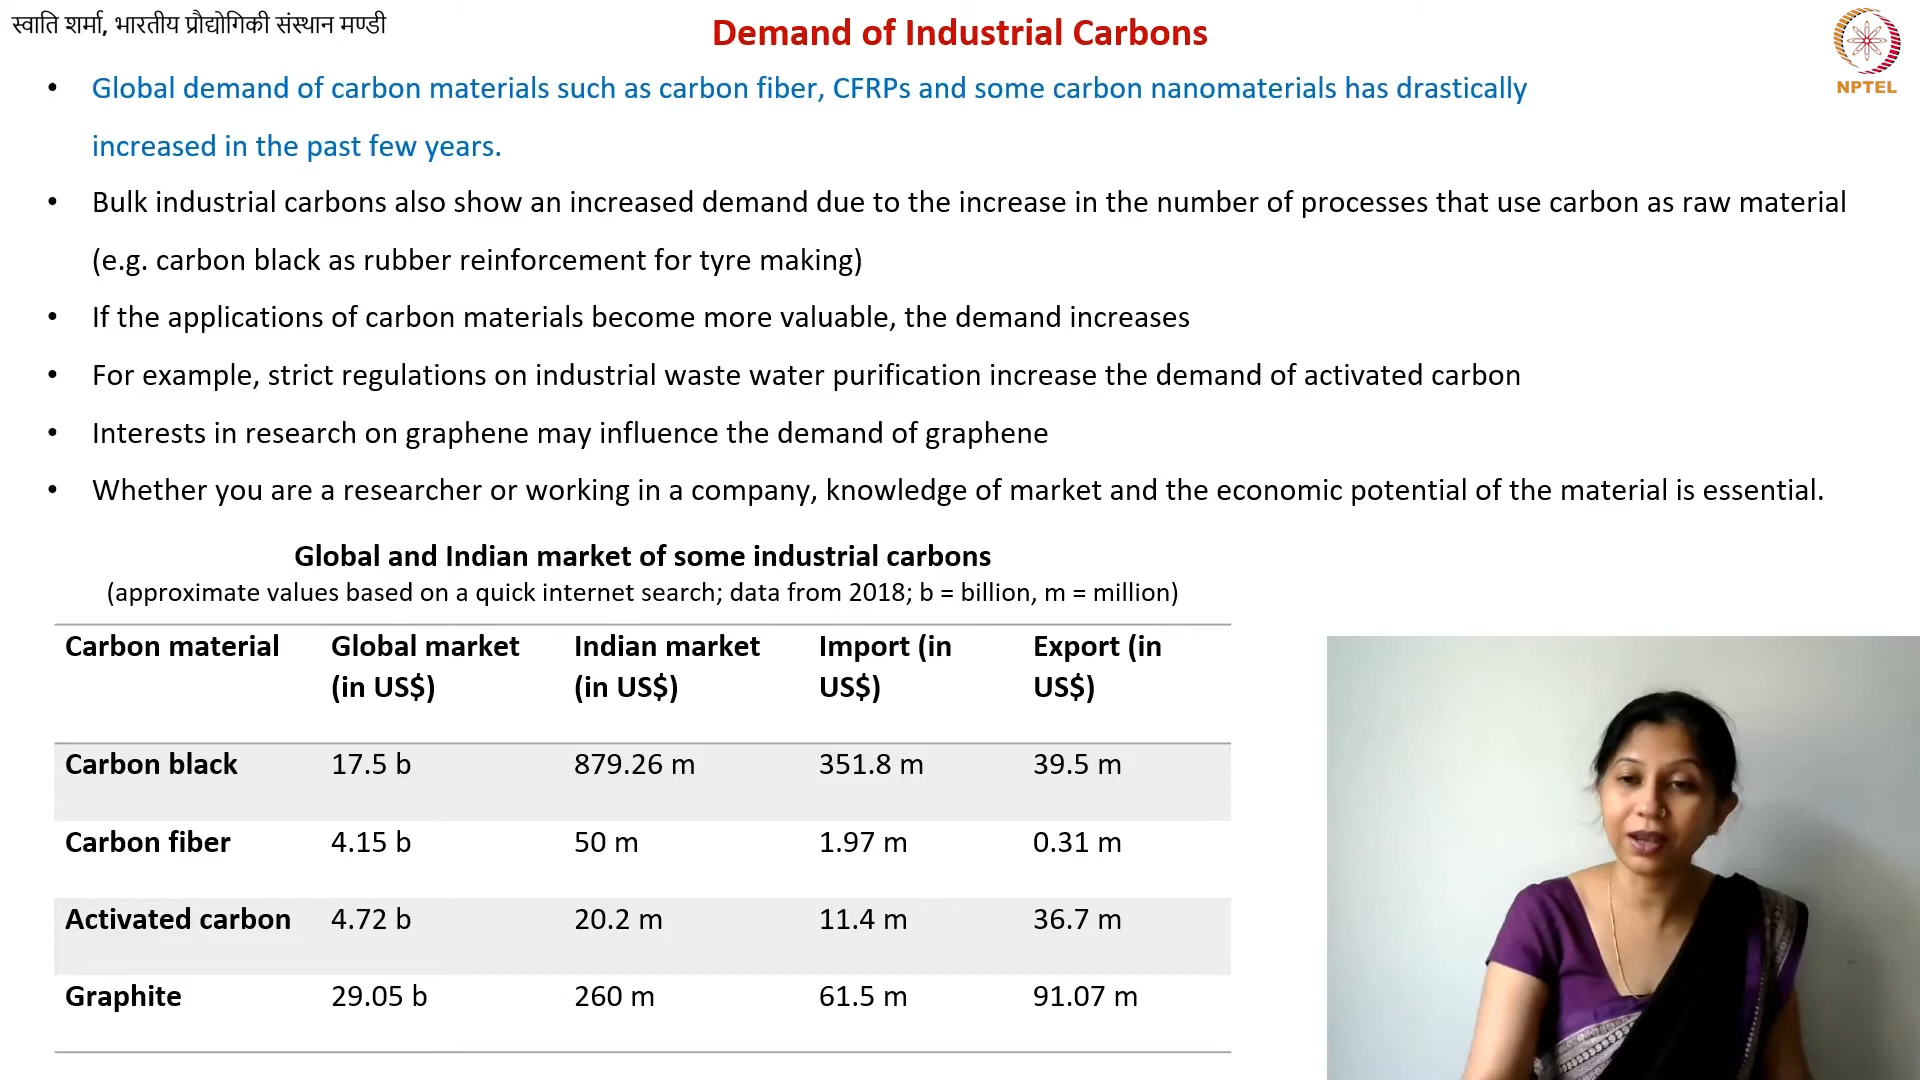 स्वाति शर्मा, भारतीय प्रौद्योगिकी संस्थान मण्डी
Demand of Industrial Carbons
NPTEL
• Global demand of carbon materials such as carbon fiber, CFRPs and some carbon nanomaterials has drastically
increased in the past few years.
• Bulk industrial carbons also show an increased demand due to the increase in the number of processes that use carbon as raw material
(e.g. carbon black as rubber reinforcement for tyre making)
• If the applications of carbon materials become more valuable, the demand increases
• For example, strict regulations on industrial waste water purification increase the demand of activated carbon
• Interests in research on graphene may influence the demand of graphene
• Whether you are a researcher or working in a company, knowledge of market and the economic potential of the material is essential.
Global and Indian market of some industrial carbons
(approximate values based on a quick internet search; data from 2018; b = billion, m = million)
Carbon material Global market Indian market Import (in Export (in
(in US$) (in US$) US$) US$)
Carbon black 17.5 b 879.26 m 351.8 m 39.5 m
Carbon fiber 4.15 b 50 m 1.97 m 0.31 m
Activated carbon 4.72 b 20.2 m 11.4 m 36.7 m
Graphite 29.05 b 260 m 61.5 m 91.07 m